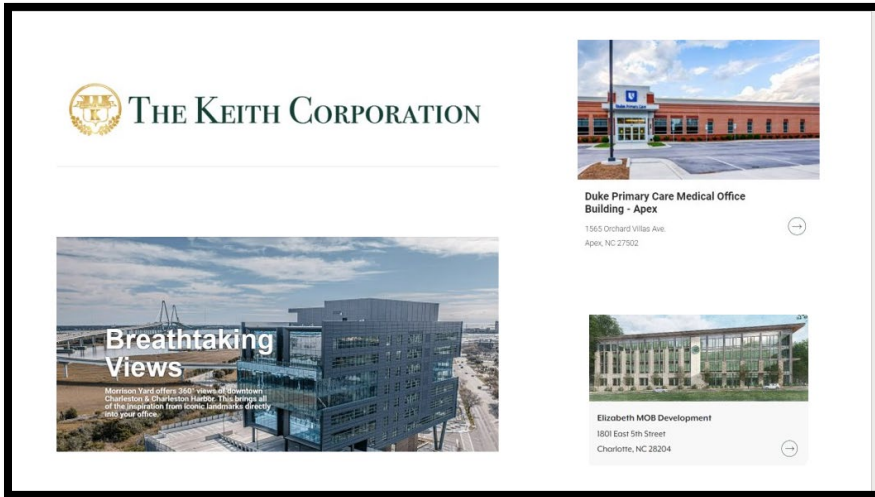 THE KEITH CORPORATION
K
Breathtaking
Views
Morrison Yard offers 360° views of downtown
Charleston & Charleston Harbor. This brings all
of the inspiration from iconic landmarks directly
into your office.
Duke Primary Care
Duke Primary Care Medical Office
Building - Apex
1565 Orchard Villas Ave.
Apex, NC 27502
Elizabeth MOB Development
1801 East 5th Street
Charlotte, NC 28204